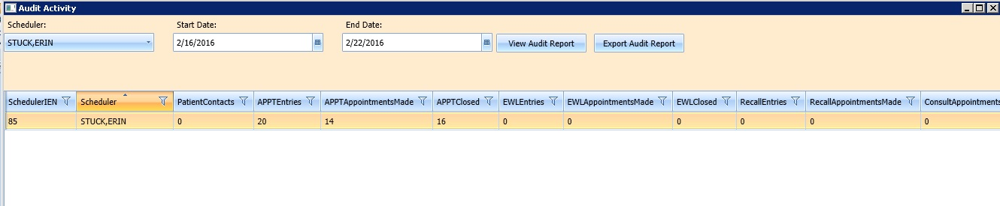 Audit Activity
Scheduler: Start Date: End Date:
STUCK,ERIN 2/16/2016 2/22/2016 View Audit Report Export Audit Report
SchedulerIEN Scheduler PatientContacts APPTEntries APPTAppointmentsMade APPTClosed EWLEntries EWLAppointmentsMade EWLClosed RecallEntries RecallAppointmentsMade ConsultAppointments
85 STUCK,ERIN 0 20 14 16 0 0 0 0 0 0